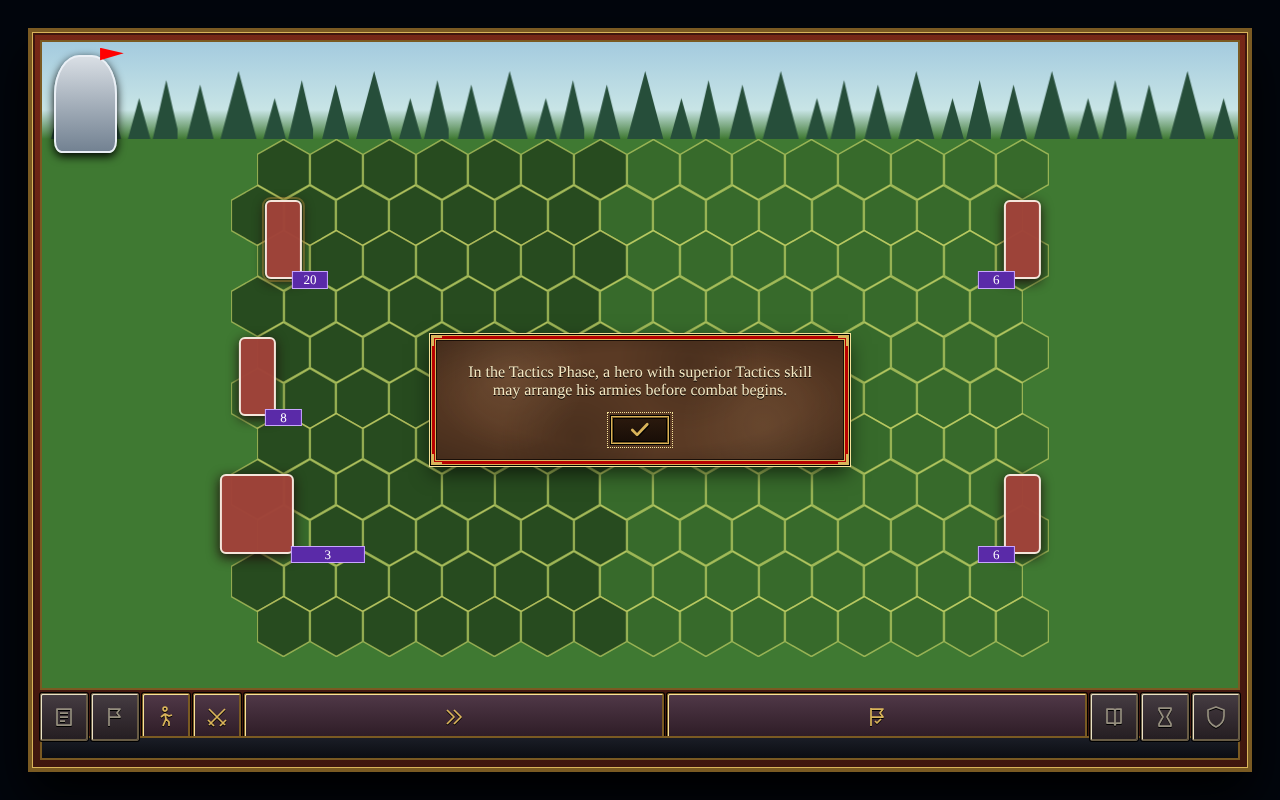 20
6
In the Tactics Phase, a hero with superior Tactics skill
may arrange his armies before combat begins.
8
3
6